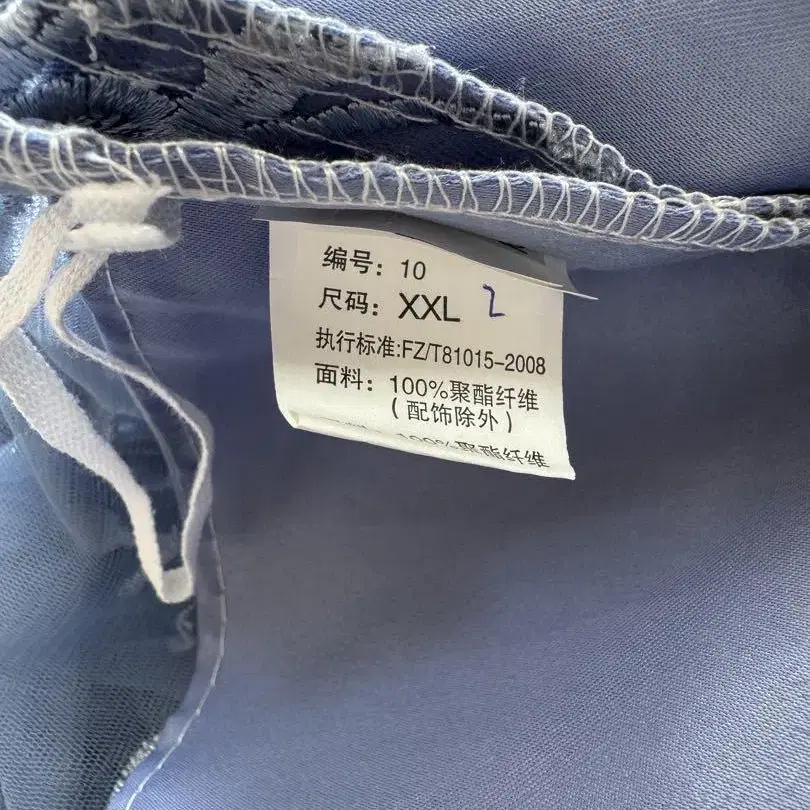 编号: 10
尺码: XXL 2
执行标准:FZ/T81015-2008
面料: 100%聚酯纤维
(配饰除外)
100%聚酯纤维